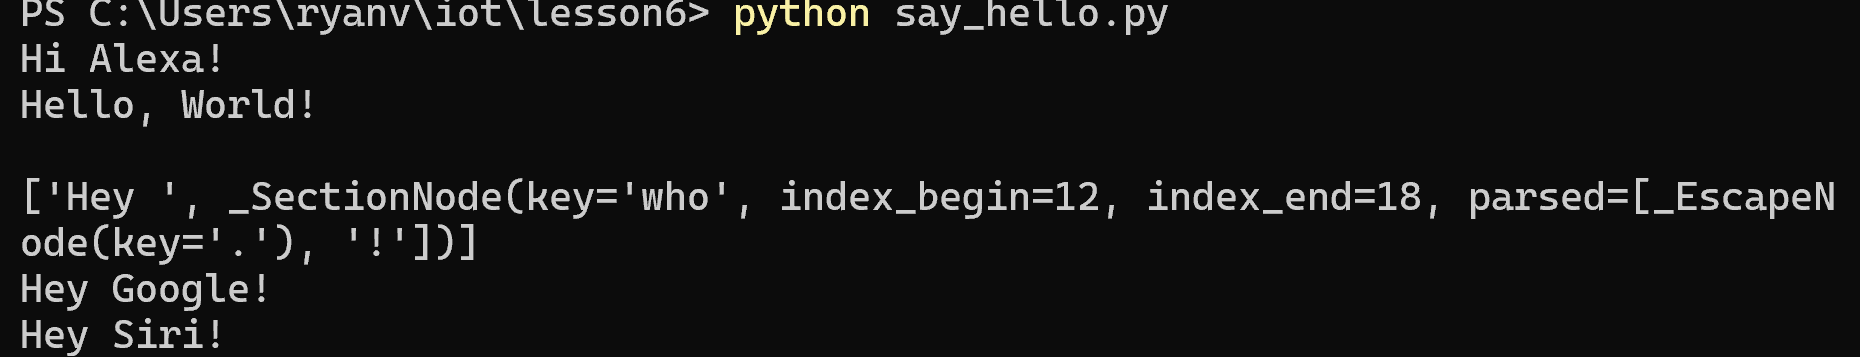 PS C:\Users\ryanv\iot\lesson6> python say_hello.py
Hi Alexa!
Hello, World!
['Hey ', _SectionNode(key='who', index_begin=12, index_end=18, parsed=[_EscapeN
ode(key='.'), '!'])]
Hey Google!
Hey Siri!